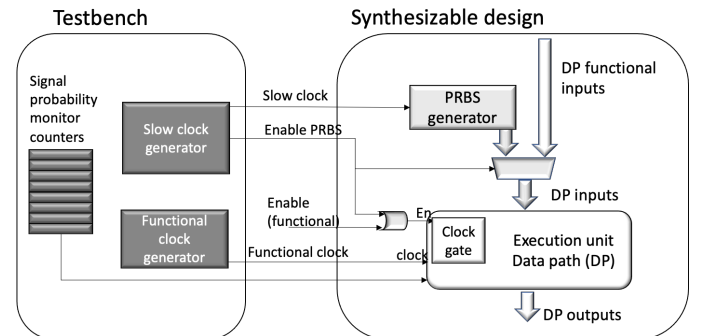 Testbench
Synthesizable design
Signal
probability
monitor
counters
Slow clock
generator
Functional
clock
generator
Slow clock
Enable PRBS
Enable
(functional)
Functional clock
PRBS
generator
DP functional
inputs
DP inputs
En
clock
Clock
gate
Execution unit
Data path (DP)
DP outputs